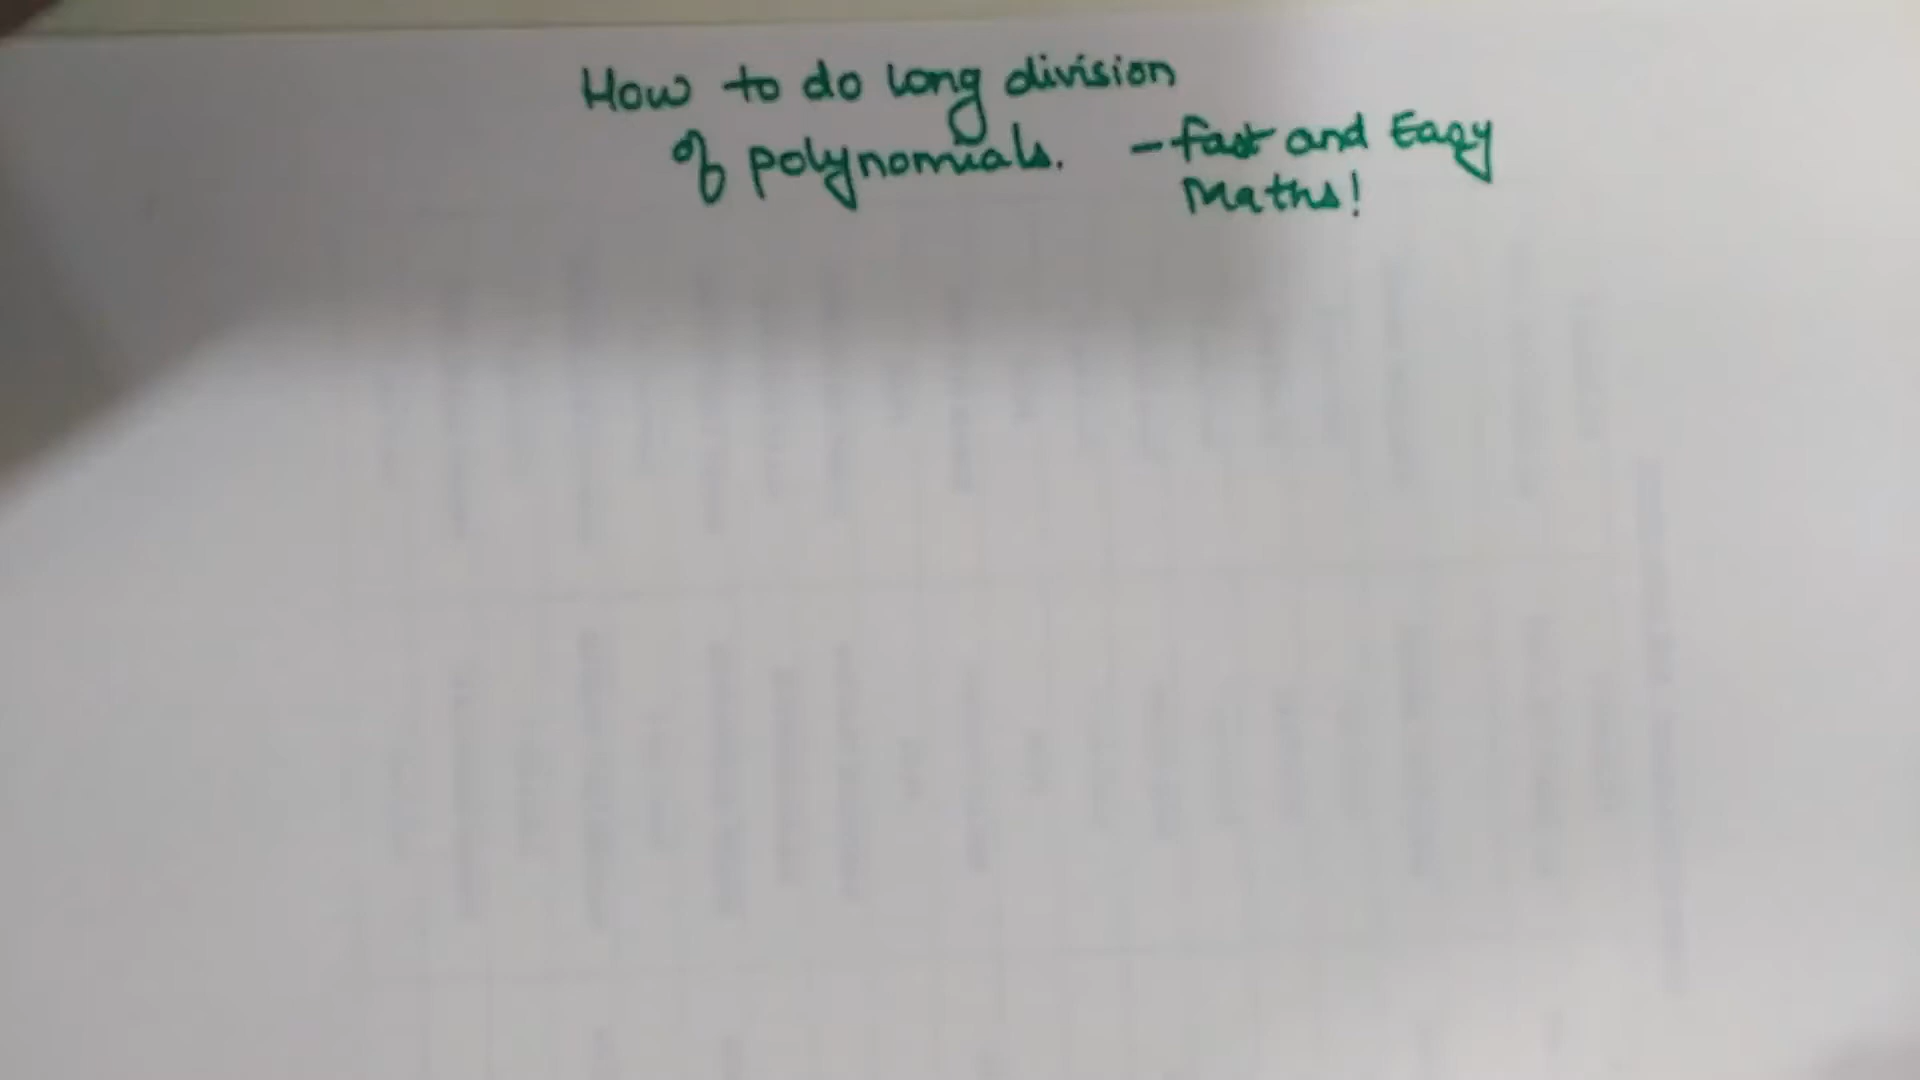 How to do long division
of polynomials.
- fast and Easy
Maths!